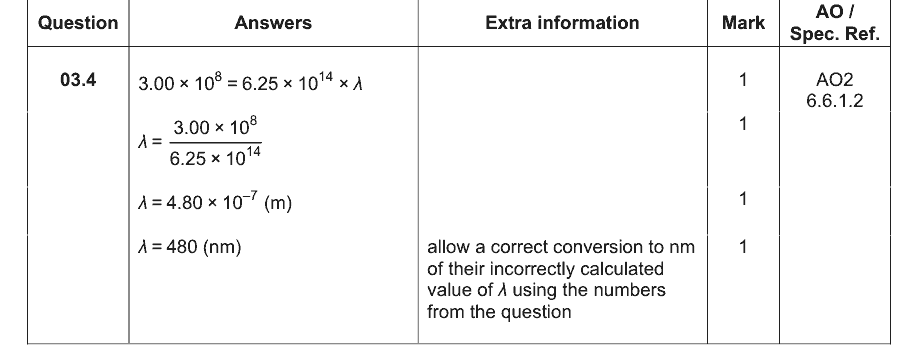 Question Answers Extra information Mark AO /
Spec. Ref.
03.4 3.00 × 10⁸ = 6.25 × 10¹⁴ × λ 1 AO2
6.6.1.2
λ = 3.00 × 10⁸ / 6.25 × 10¹⁴ 1
λ = 4.80 × 10⁻⁷ (m) 1
λ = 480 (nm) allow a correct conversion to nm 1
of their incorrectly calculated
value of λ using the numbers
from the question